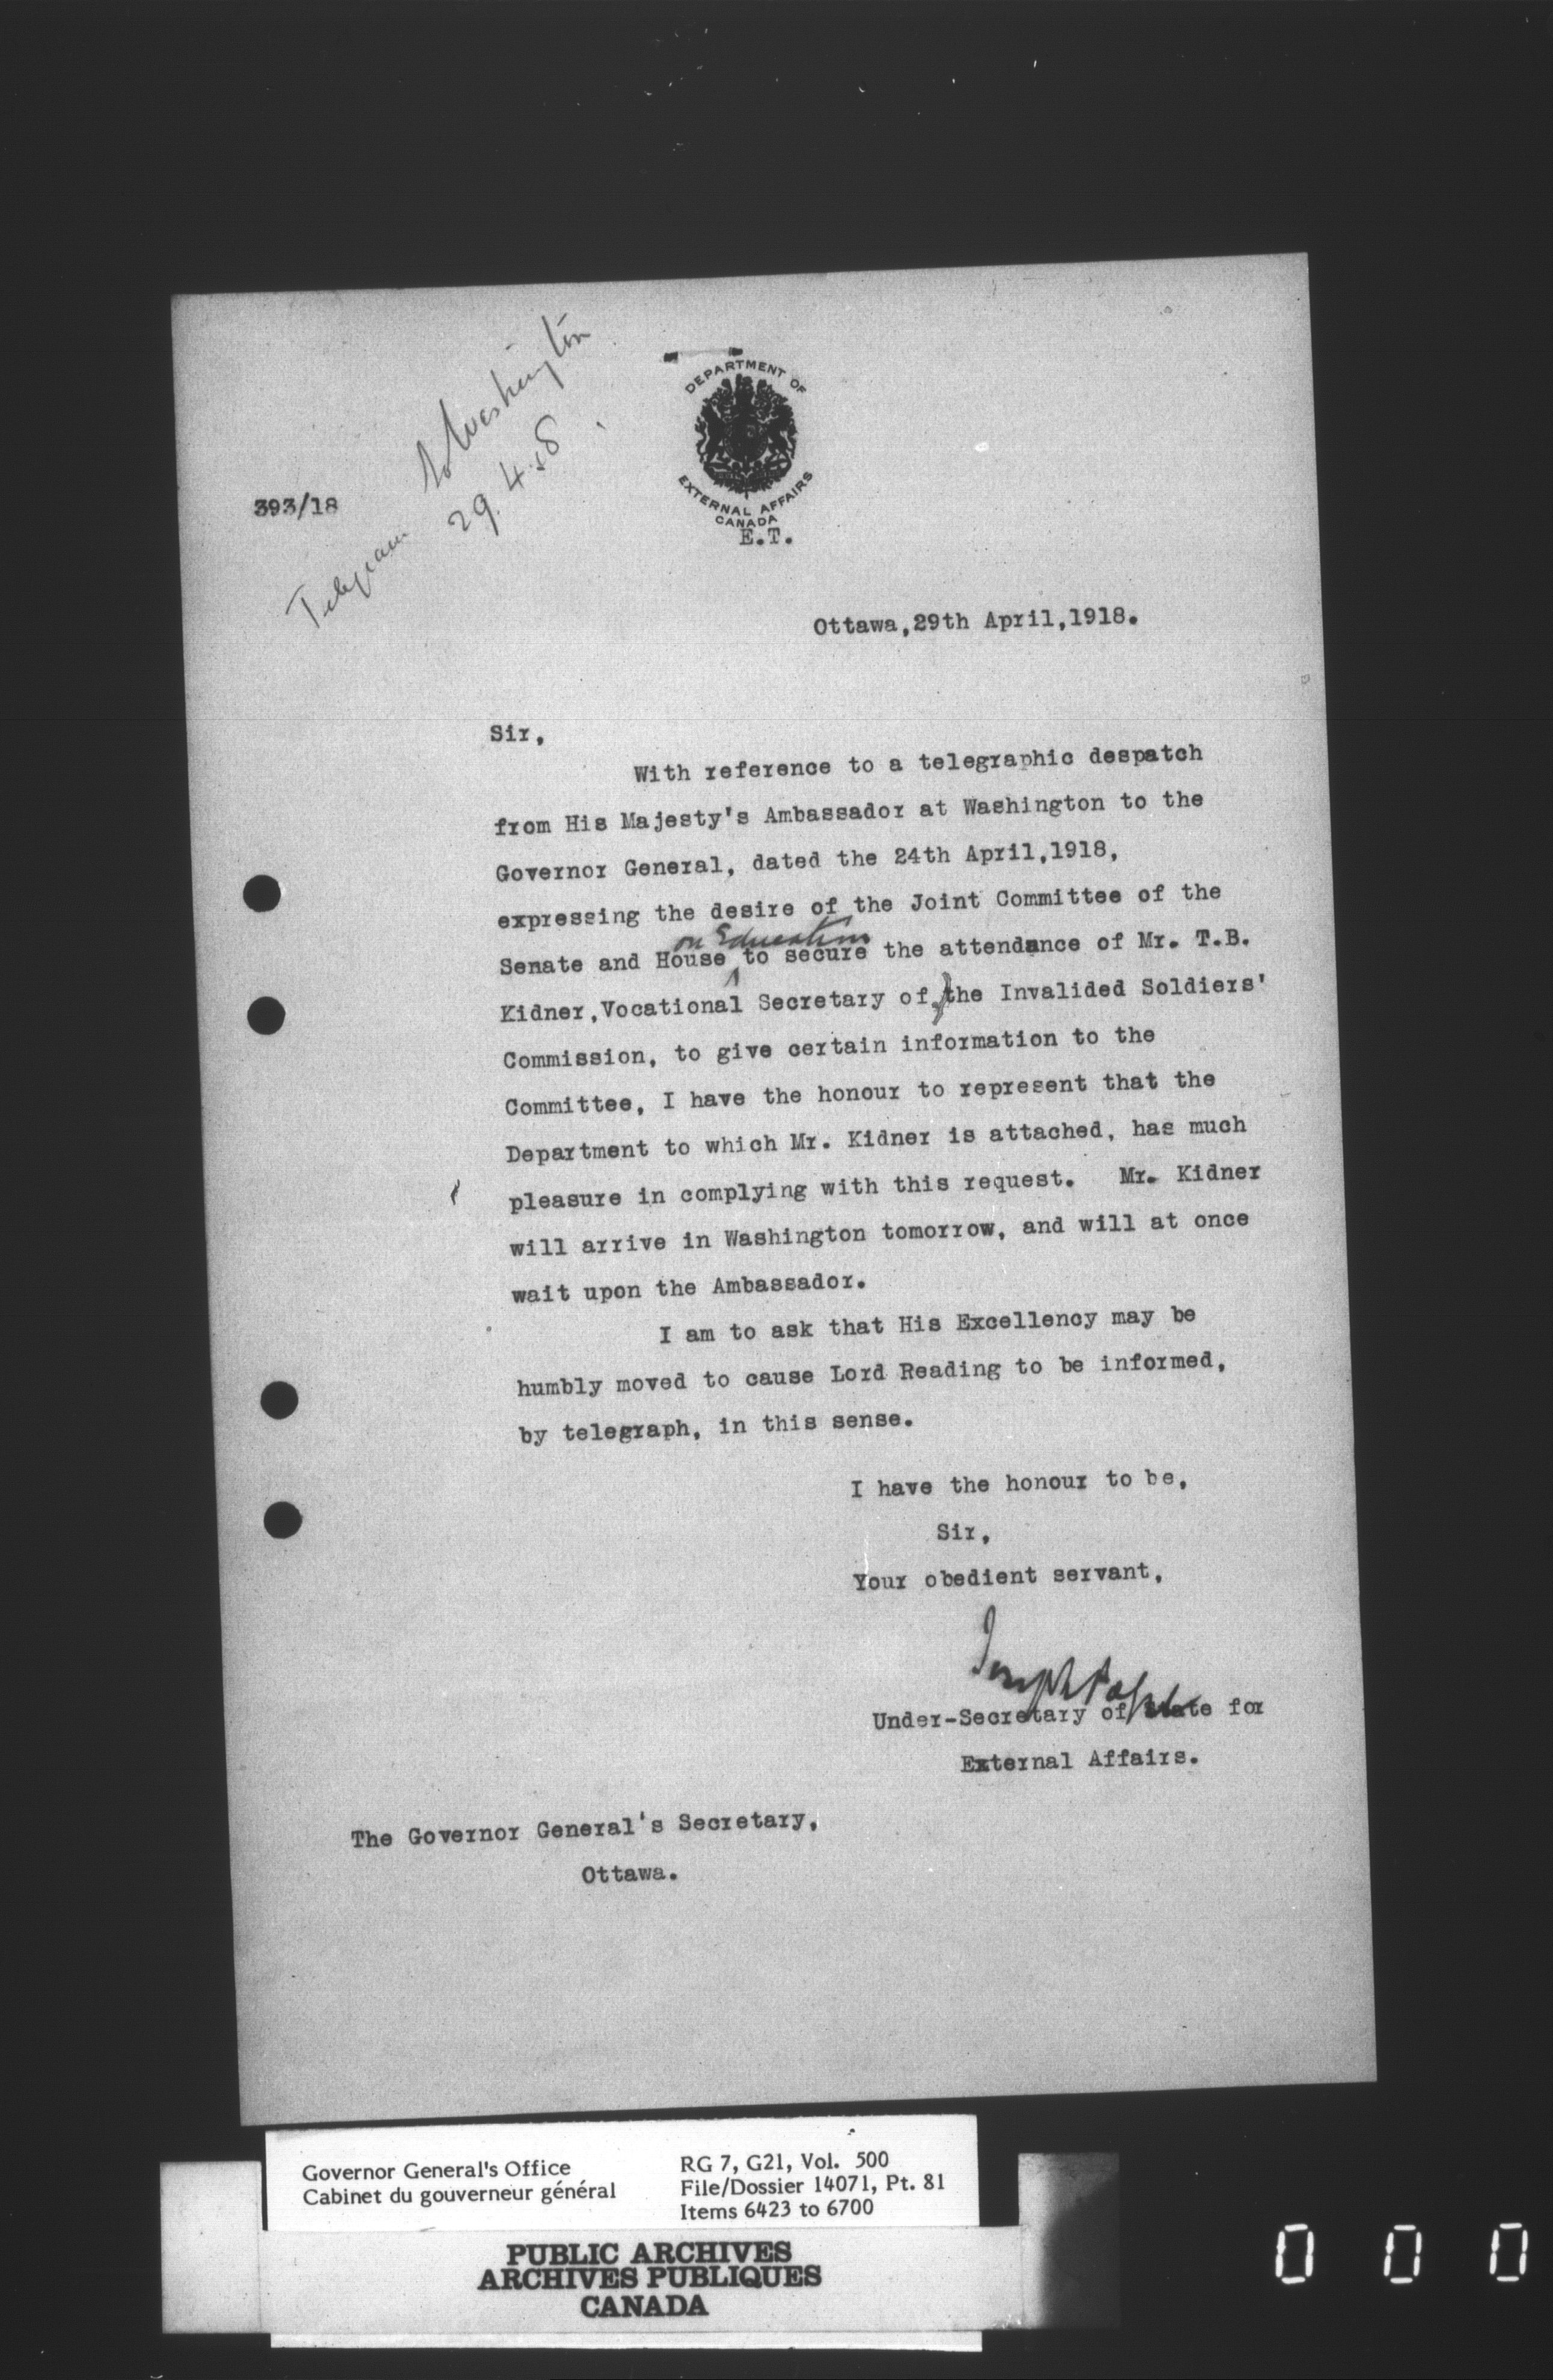 Telegram to Washington
29.4.18
DEPARTMENT OF
EXTERNAL AFFAIRS
CANADA
393/18
E.T.
Ottawa,29th April,1918.
Sir,
With reference to a telegraphic despatch
from His Majesty's Ambassador at Washington to the
Governor General, dated the 24th April,1918,
expressing the desire of the Joint Committee of the
on Education
Senate and House to secure the attendance of Mr. T.B.
Kidner,Vocational Secretary of the Invalided Soldiers'
Commission, to give certain information to the
Committee, I have the honour to represent that the
Department to which Mr. Kidner is attached, has much
pleasure in complying with this request. Mr. Kidner
will arrive in Washington tomorrow, and will at once
wait upon the Ambassador.
I am to ask that His Excellency may be
humbly moved to cause Lord Reading to be informed,
by telegraph, in this sense.
I have the honour to be,
Sir,
Your obedient servant,
Joseph Pope
Under-Secretary of State for
External Affairs.
The Governor General's Secretary,
Ottawa.
Governor General's Office
Cabinet du gouverneur général
RG 7, G21, Vol. 500
File/Dossier 14071, Pt. 81
Items 6423 to 6700
PUBLIC ARCHIVES
ARCHIVES PUBLIQUES
CANADA
0 0 0